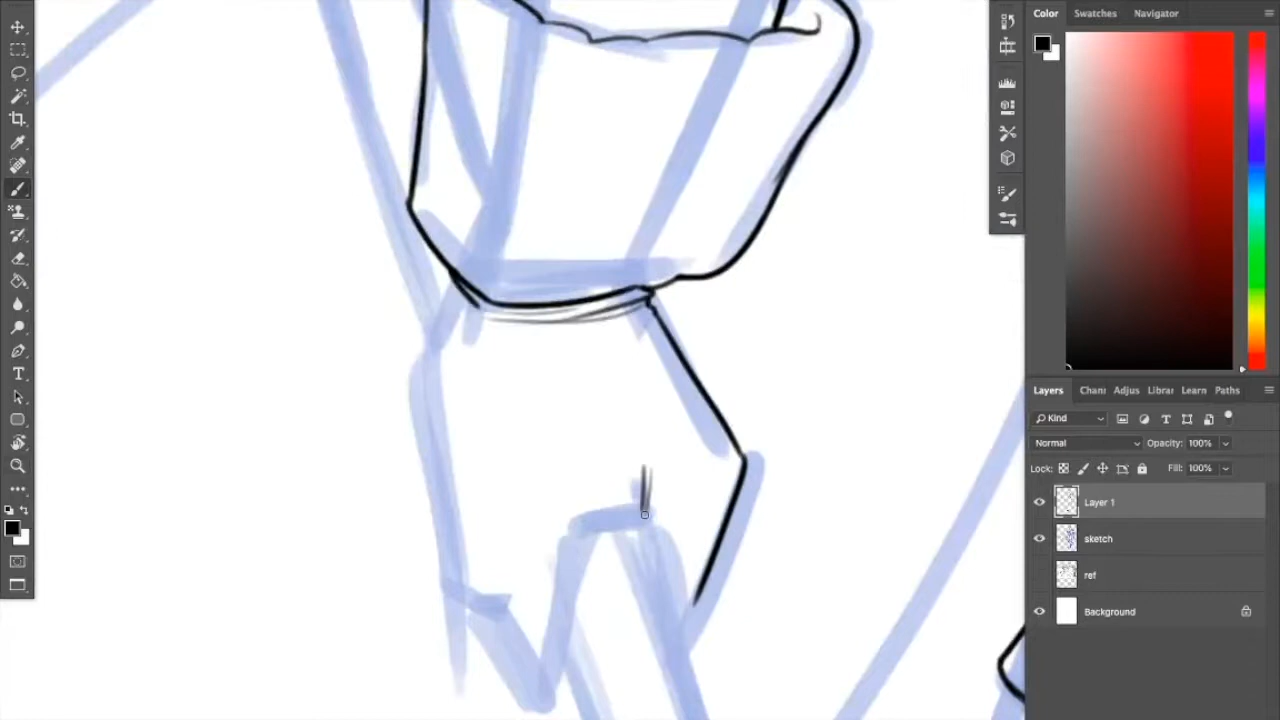 Color Swatches Navigator
Layers Chann Adjus Librar Learn Paths
Kind
Normal Opacity: 100%
Lock: Fill: 100%
Layer 1
sketch
ref
Background